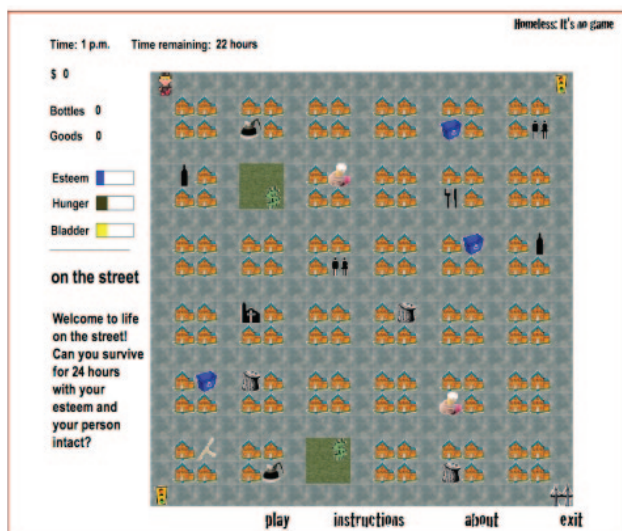 Homeless: It's no game
Time: 1 p.m. Time remaining: 22 hours
$ 0
Bottles 0
Goods 0
Esteem
Hunger
Bladder
on the street
Welcome to life
on the street!
Can you survive
for 24 hours
with your
esteem and
your person
intact?
play instructions about exit